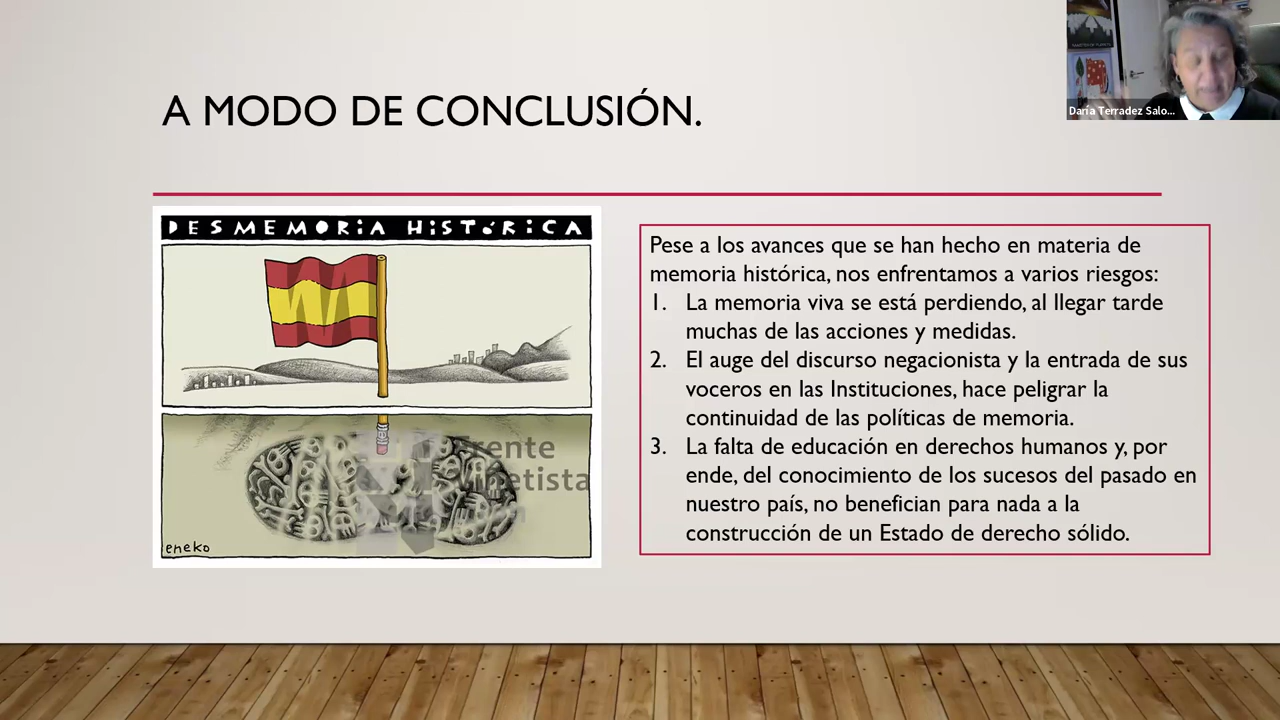 Daría Terradez Salo...
A MODO DE CONCLUSIÓN.
DESMEMORIA HiSTÓRiCA
eneko
Pese a los avances que se han hecho en materia de
memoria histórica, nos enfrentamos a varios riesgos:
1. La memoria viva se está perdiendo, al llegar tarde
muchas de las acciones y medidas.
2. El auge del discurso negacionista y la entrada de sus
voceros en las Instituciones, hace peligrar la
continuidad de las políticas de memoria.
3. La falta de educación en derechos humanos y, por
ende, del conocimiento de los sucesos del pasado en
nuestro país, no benefician para nada a la
construcción de un Estado de derecho sólido.